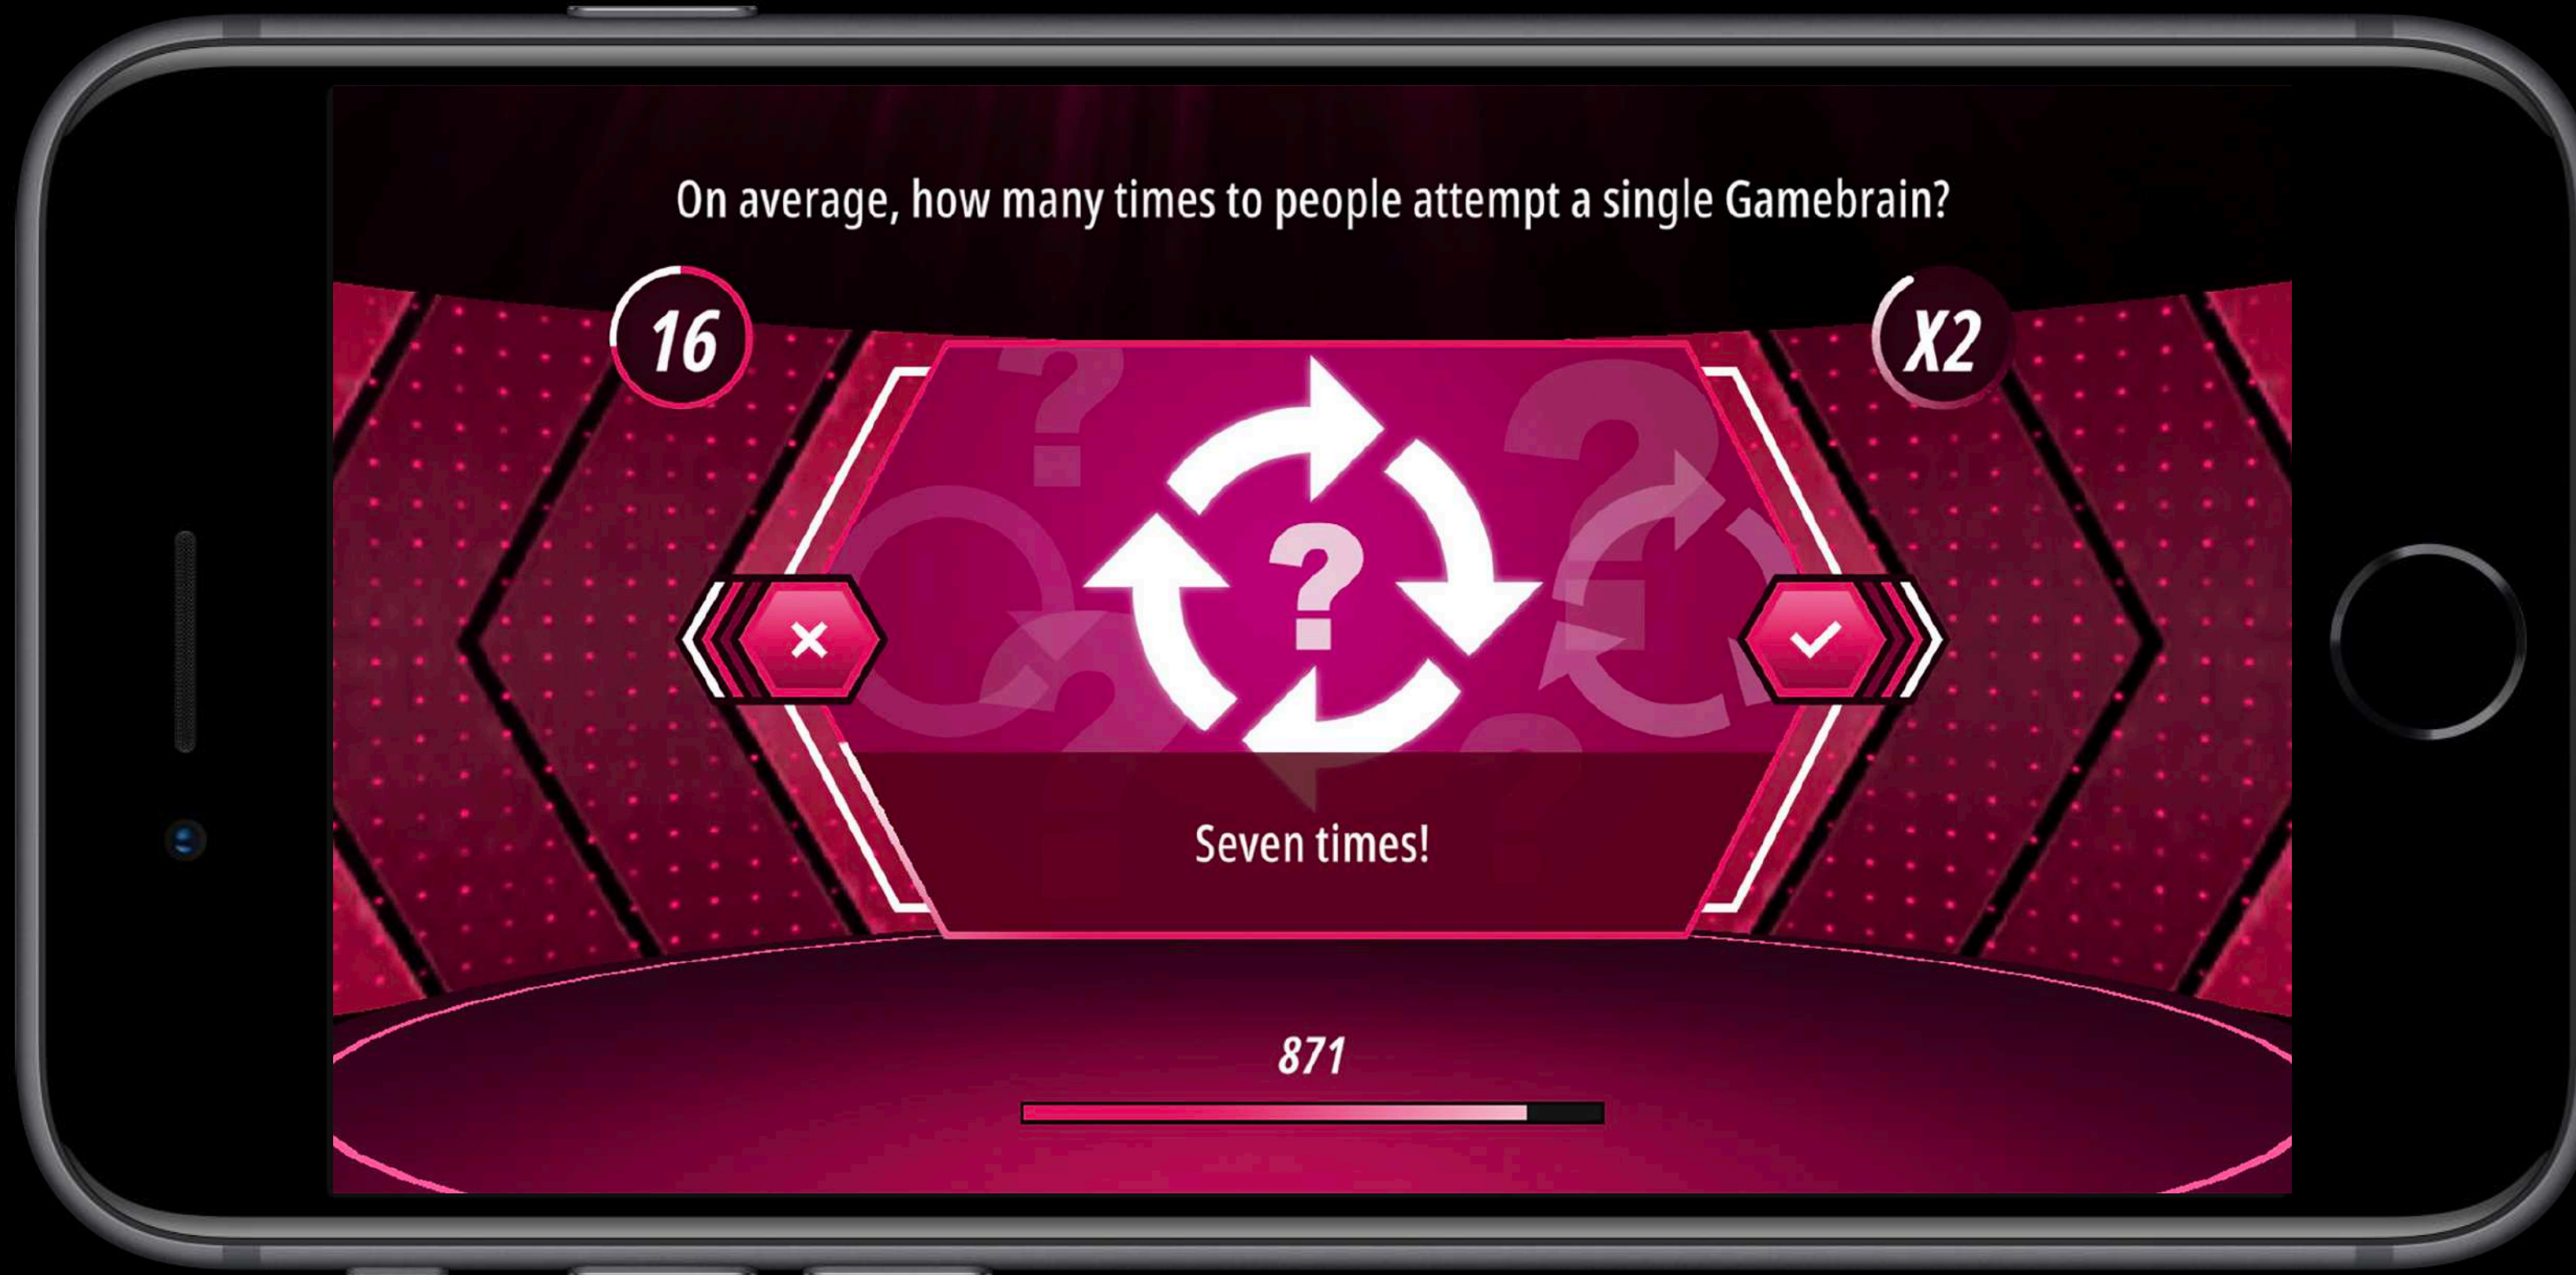 On average, how many times to people attempt a single Gamebrain?
16
X2
?
Seven times!
871